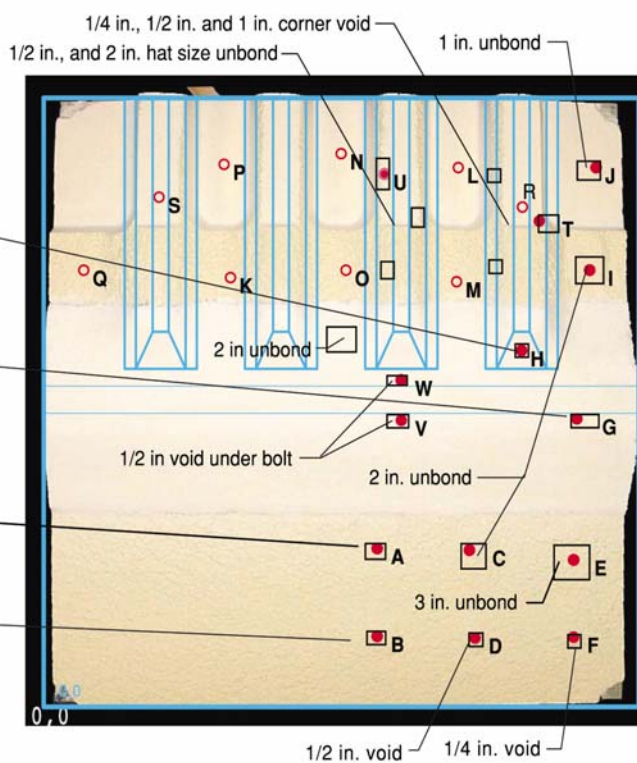 1/4 in., 1/2 in. and 1 in. corner void
1/2 in., and 2 in. hat size unbond
1 in. unbond
N
P
U
L
J
S
R
T
Q
K
O
M
I
2 in unbond
H
W
V
G
1/2 in void under bolt
2 in. unbond
A
C
E
3 in. unbond
B
D
F
0,0
0,0
1/2 in. void
1/4 in. void